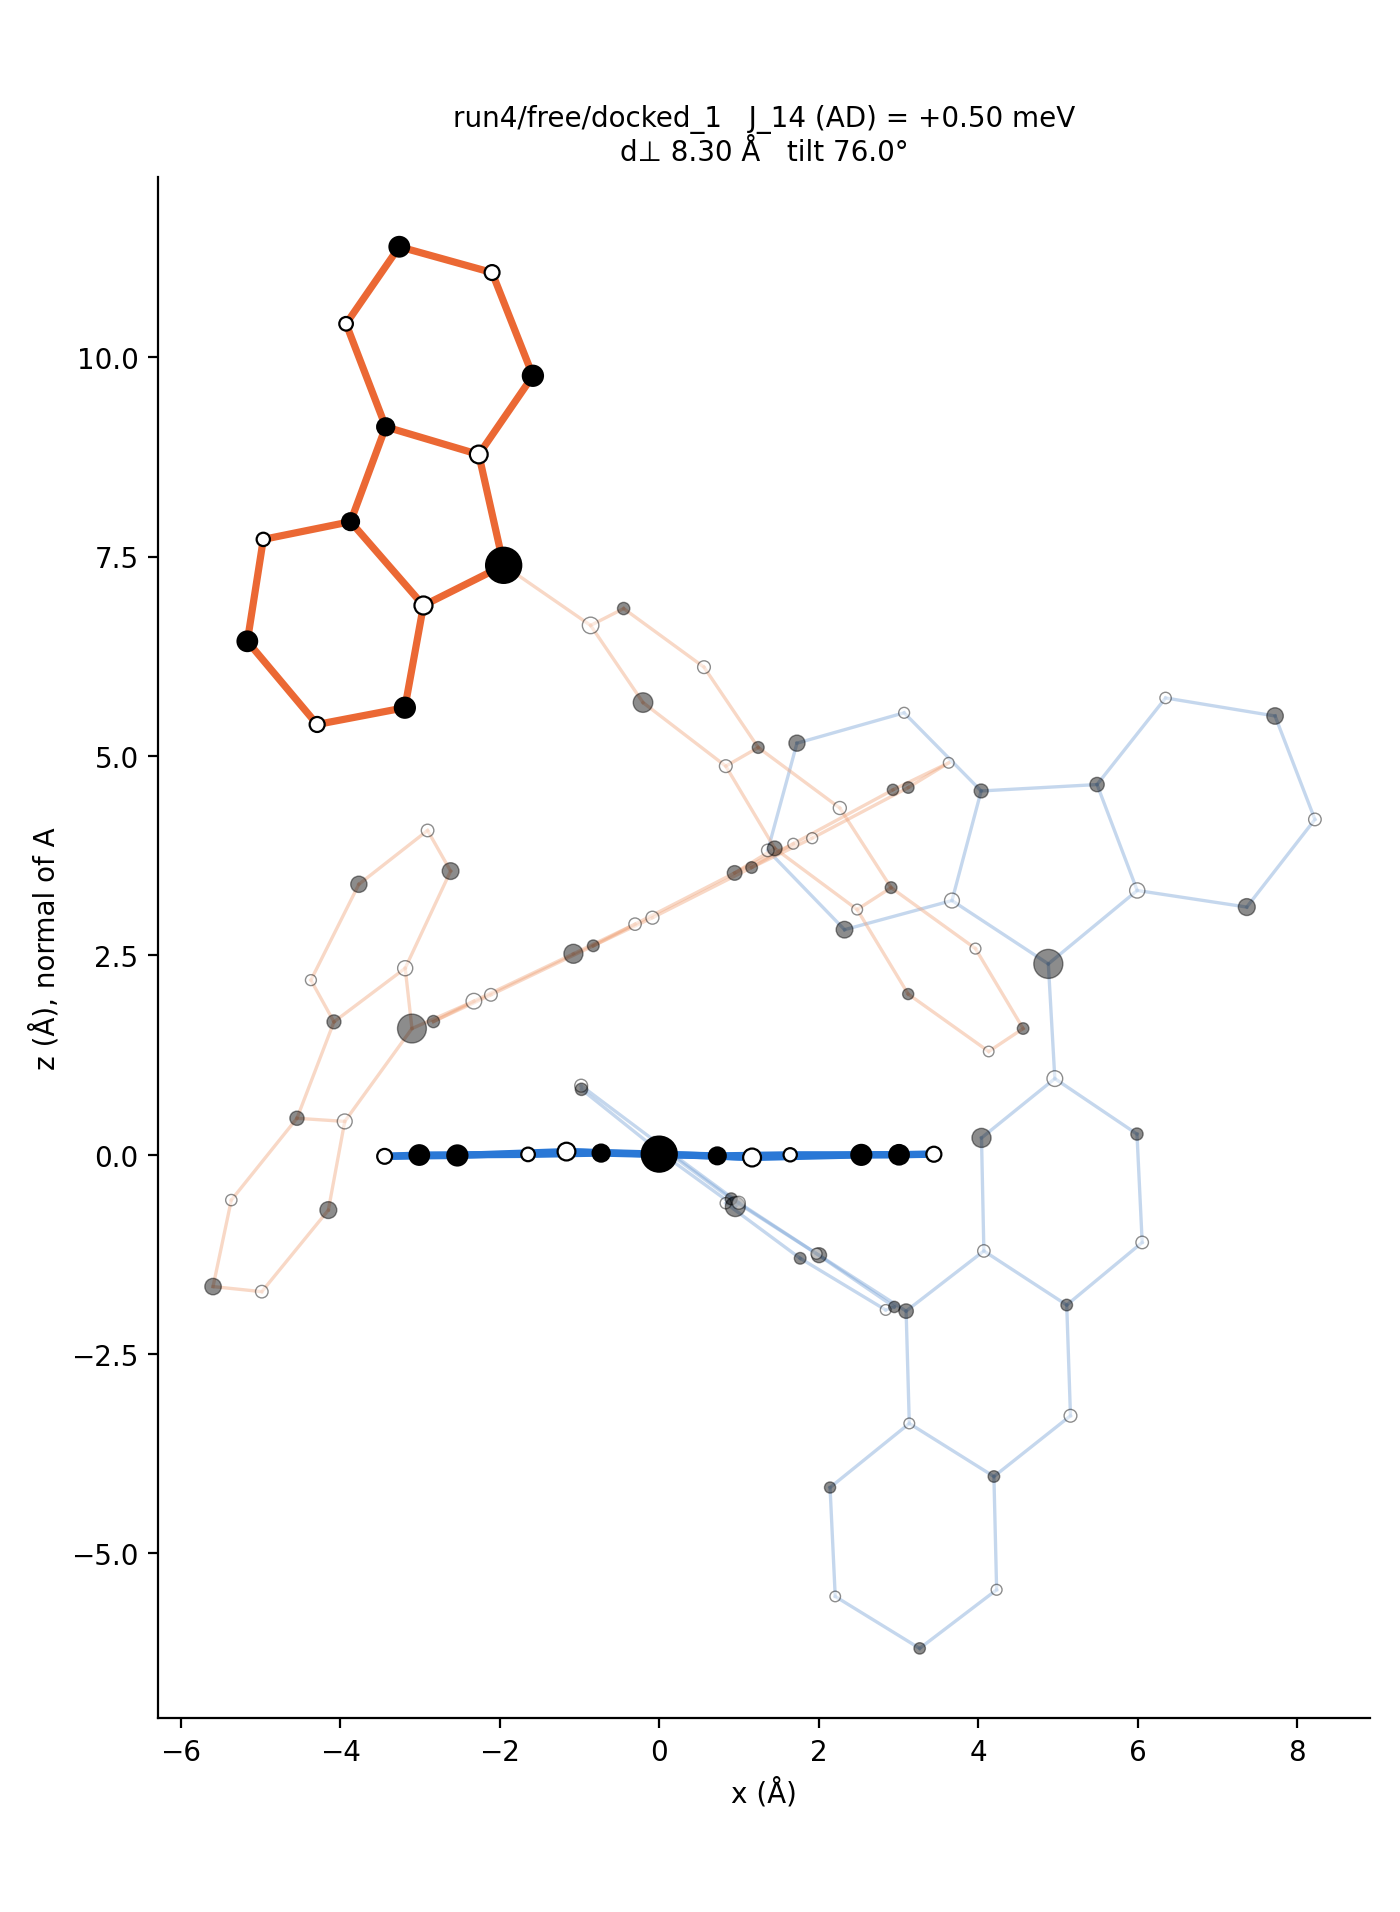 run4/free/docked_1   J_14 (AD) = +0.50 meV
d⊥ 8.30 Å   tilt 76.0°
10.0
7.5
5.0
2.5
0.0
−2.5
−5.0
z (Å), normal of A
−6 −4 −2 0 2 4 6 8
x (Å)